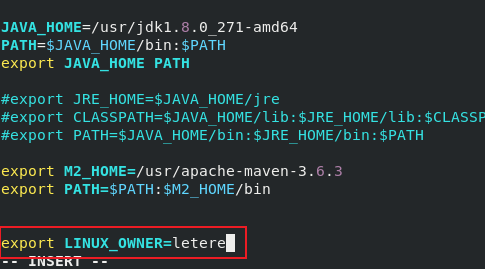 JAVA_HOME=/usr/jdk1.8.0_271-amd64
PATH=$JAVA_HOME/bin:$PATH
export JAVA_HOME PATH
#export JRE_HOME=$JAVA_HOME/jre
#export CLASSPATH=$JAVA_HOME/lib:$JRE_HOME/lib:$CLASSP
#export PATH=$JAVA_HOME/bin:$JRE_HOME/bin:$PATH
export M2_HOME=/usr/apache-maven-3.6.3
export PATH=$PATH:$M2_HOME/bin
export LINUX_OWNER=letere
-- INSERT --